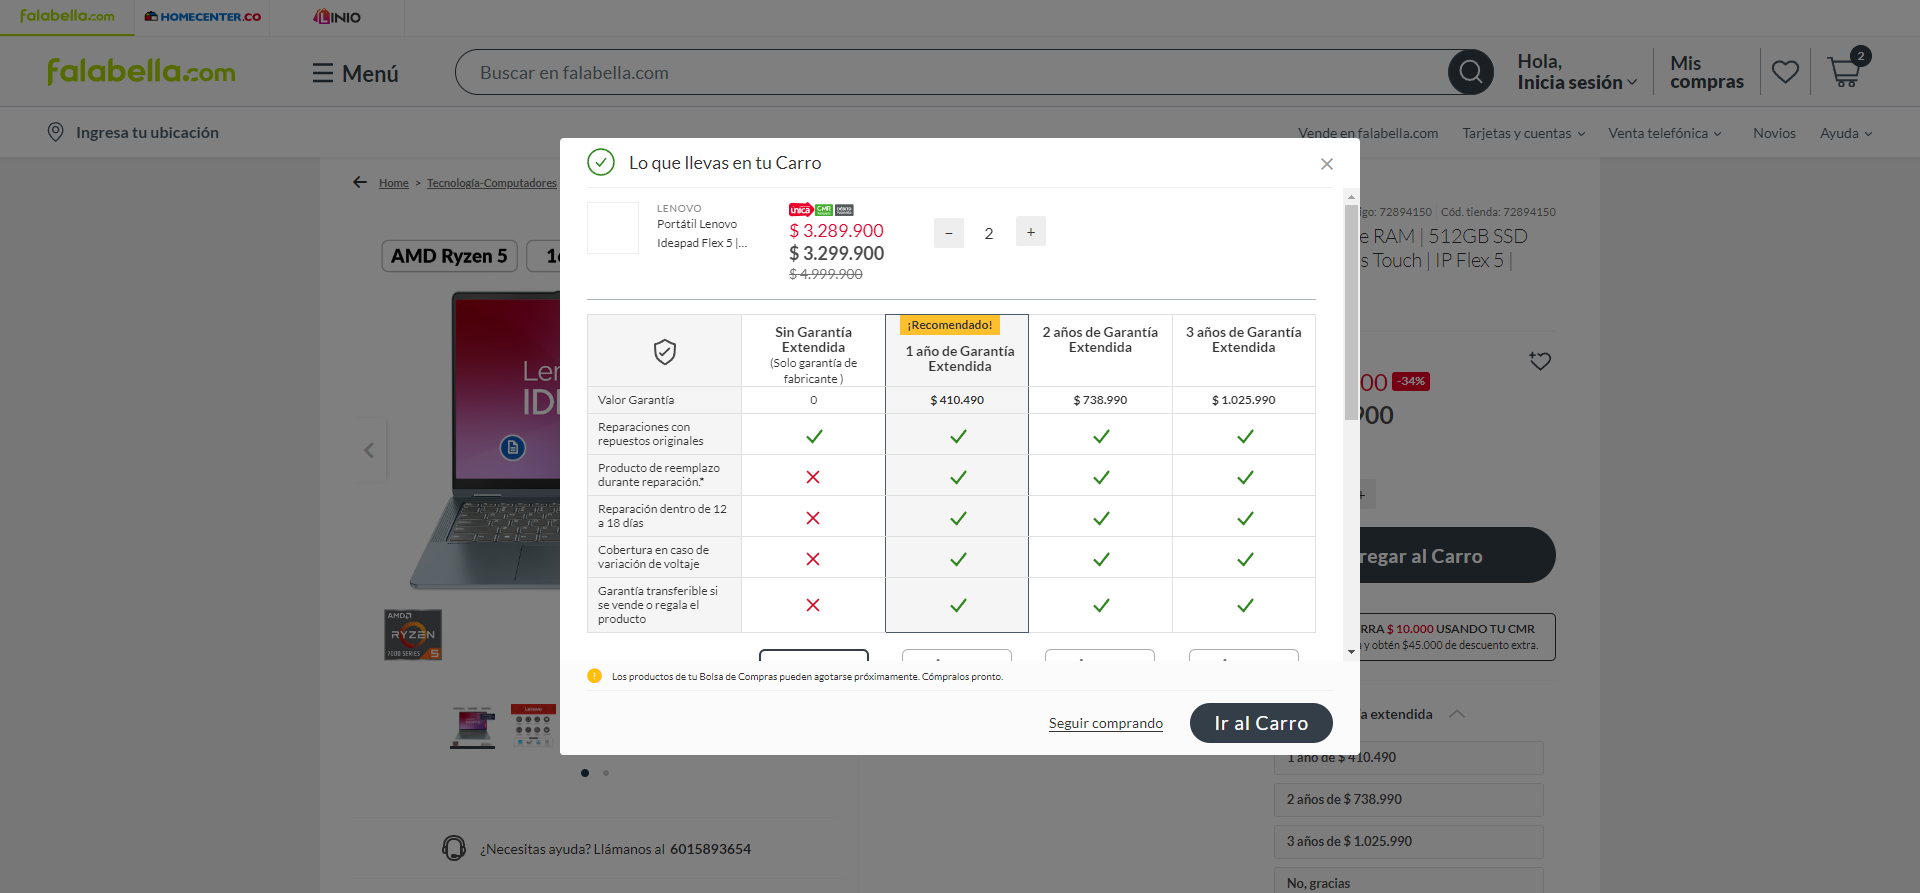 falabella.com
HOMECENTER.CO
LINIO
falabella.com
Menú
Buscar en falabella.com
Hola,
Inicia sesión
Mis
compras
2
Ingresa tu ubicación
Vende en falabella.com
Tarjetas y cuentas
Venta telefónica
Novios
Ayuda
Home > Tecnología-Computadores
Lo que llevas en tu Carro
LENOVO
Portátil Lenovo
Ideapad Flex 5 |...
única
CMR
$ 3.289.900
$ 3.299.900
$ 4.999.900
− 2 +
Sin Garantía
Extendida
(Solo garantía de
fabricante )
¡Recomendado!
1 año de Garantía
Extendida
2 años de Garantía
Extendida
3 años de Garantía
Extendida
Valor Garantía 0 $ 410.490 $ 738.990 $ 1.025.990
Reparaciones con
repuestos originales
Producto de reemplazo
durante reparación.*
Reparación dentro de 12
a 18 días
Cobertura en caso de
variación de voltaje
Garantía transferible si
se vende o regala el
producto
Los productos de tu Bolsa de Compras pueden agotarse próximamente. Cómpralos pronto.
Seguir comprando
Ir al Carro
AMD Ryzen 5
1
Len
IDE
AMD
RYZEN
7000 SERIES 5
Lenovo
¿Necesitas ayuda? Llámanos al 6015893654
igo: 72894150 Cód. tienda: 72894150
e RAM | 512GB SSD
s Touch | IP Flex 5 |
00 -34%
900
+
regar al Carro
RRA $ 10.000 USANDO TU CMR
a y obtén $45.000 de descuento extra.
a extendida
1 año de $ 410.490
2 años de $ 738.990
3 años de $ 1.025.990
No, gracias